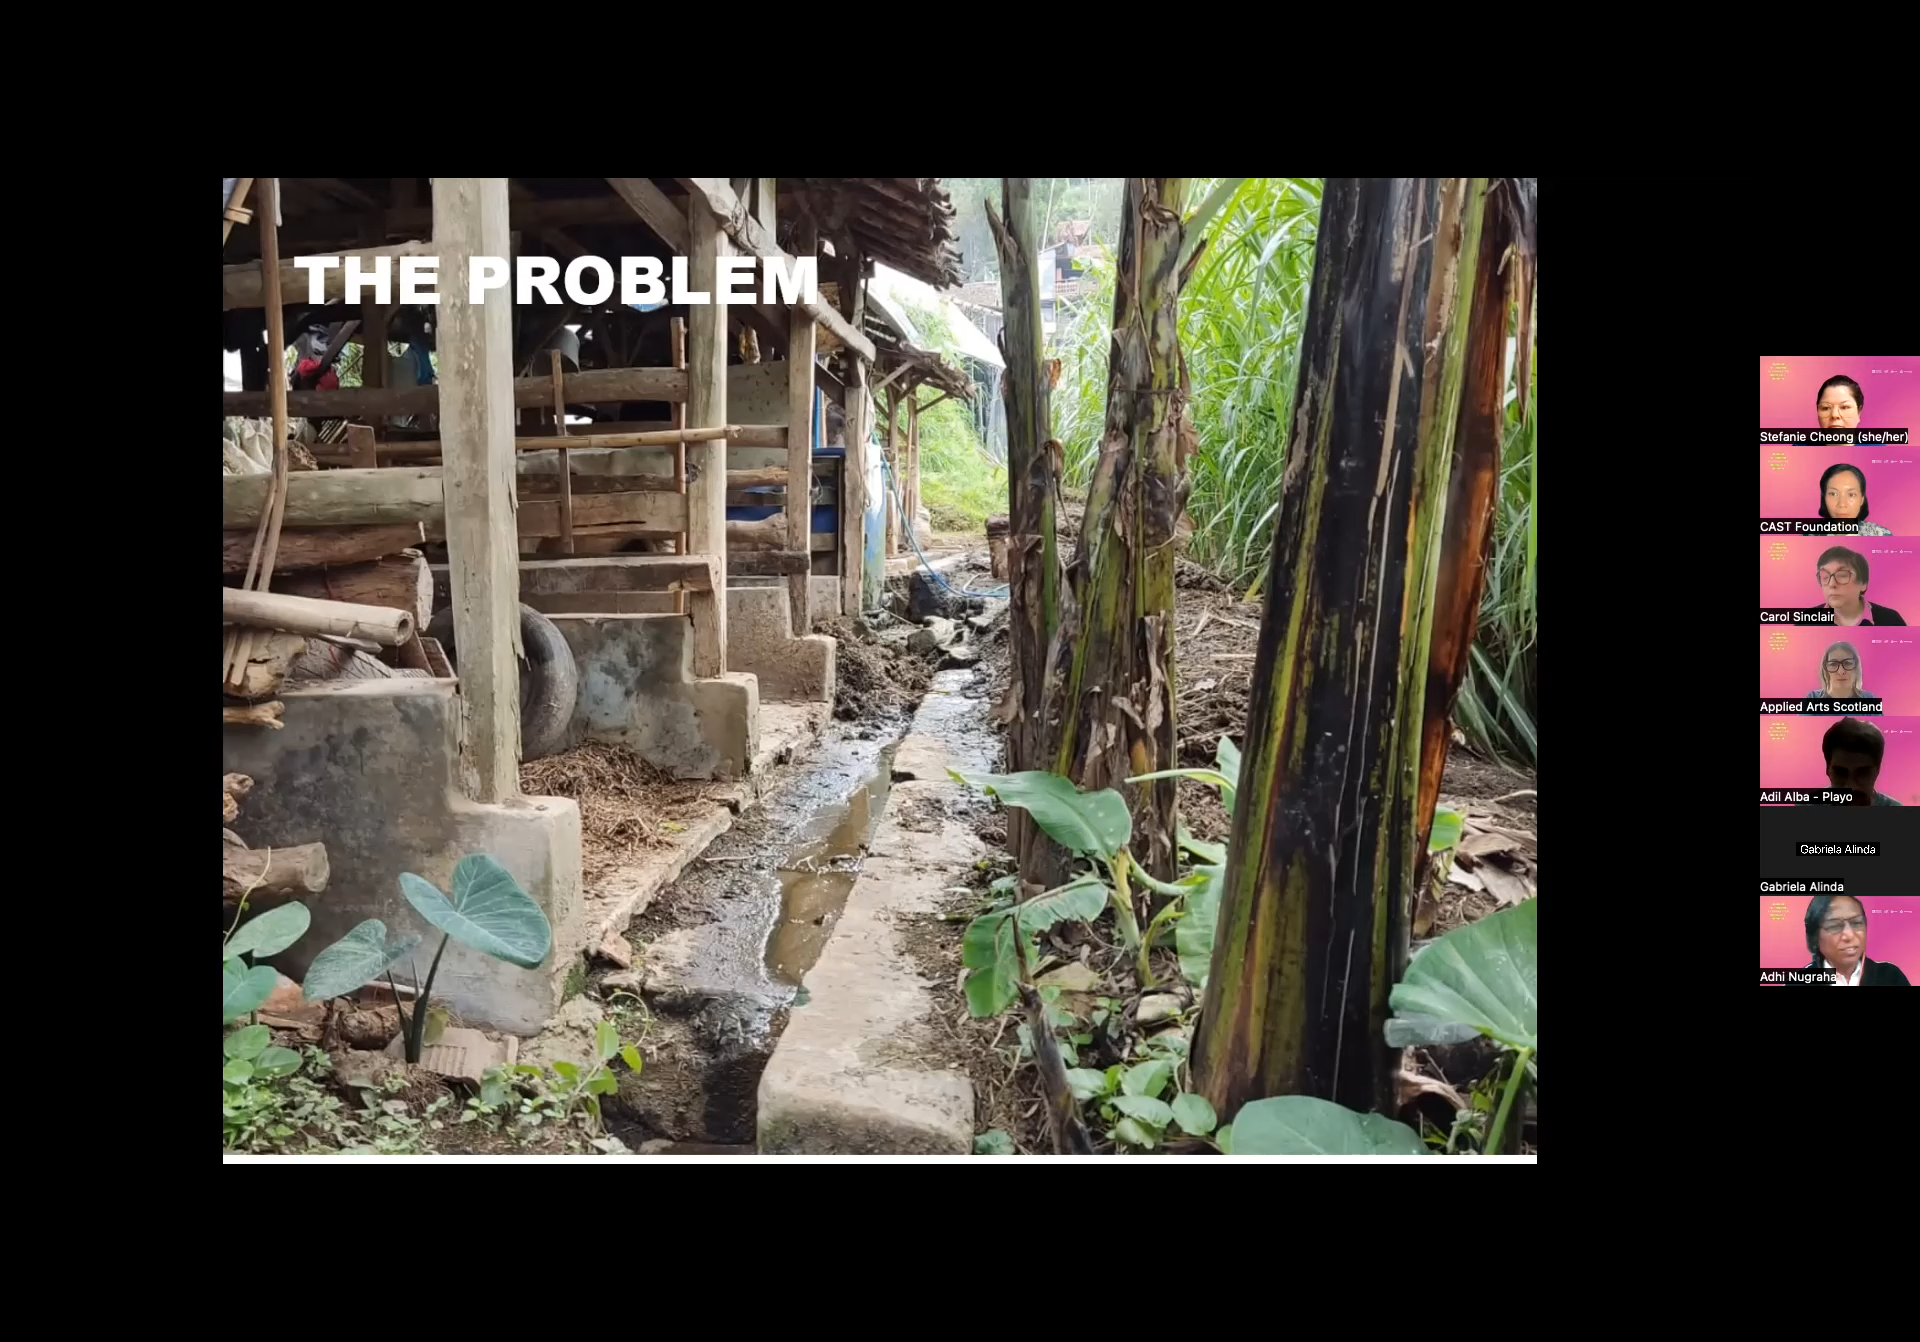 THE PROBLEM
Stefanie Cheong (she/her)
CAST Foundation
Carol Sinclair
Applied Arts Scotland
Adil Alba - Playo
Gabriela Alinda
Gabriela Alinda
Adhi Nugraha